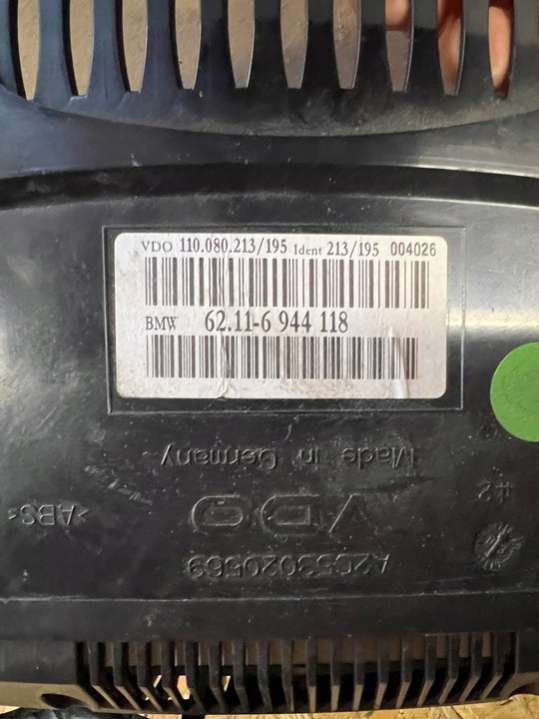 VDO 110.080.213/195 Ident 213/195 004026
BMW 62.11-6 944 118
Made in Germany
#2
>ABS<
VDO
A2C53020569